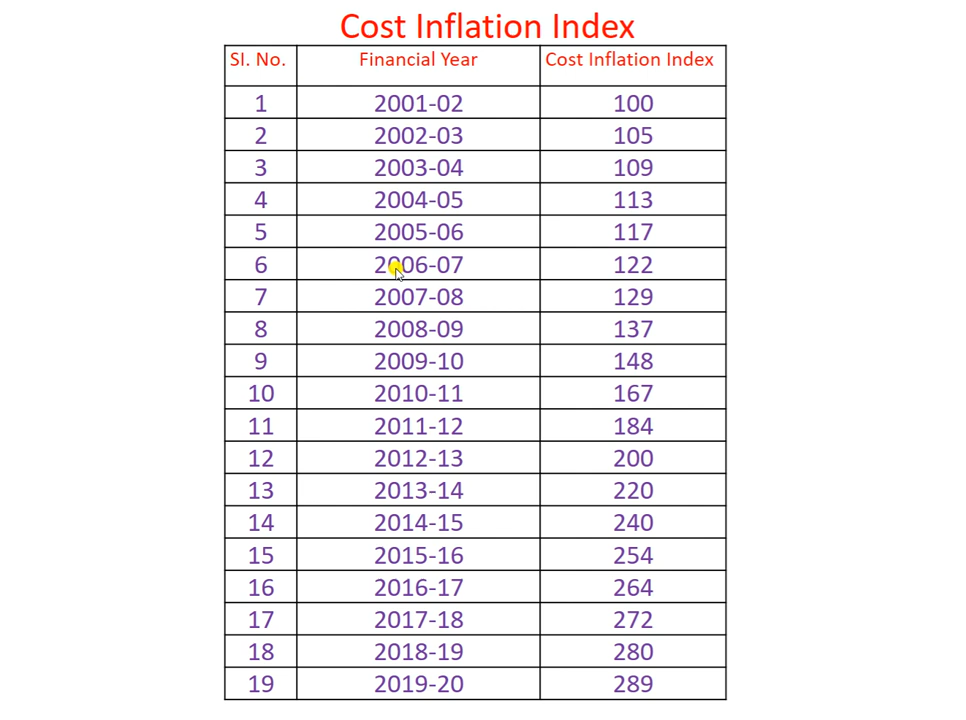 Cost Inflation Index
SI. No. Financial Year Cost Inflation Index
1 2001-02 100
2 2002-03 105
3 2003-04 109
4 2004-05 113
5 2005-06 117
6 2006-07 122
7 2007-08 129
8 2008-09 137
9 2009-10 148
10 2010-11 167
11 2011-12 184
12 2012-13 200
13 2013-14 220
14 2014-15 240
15 2015-16 254
16 2016-17 264
17 2017-18 272
18 2018-19 280
19 2019-20 289